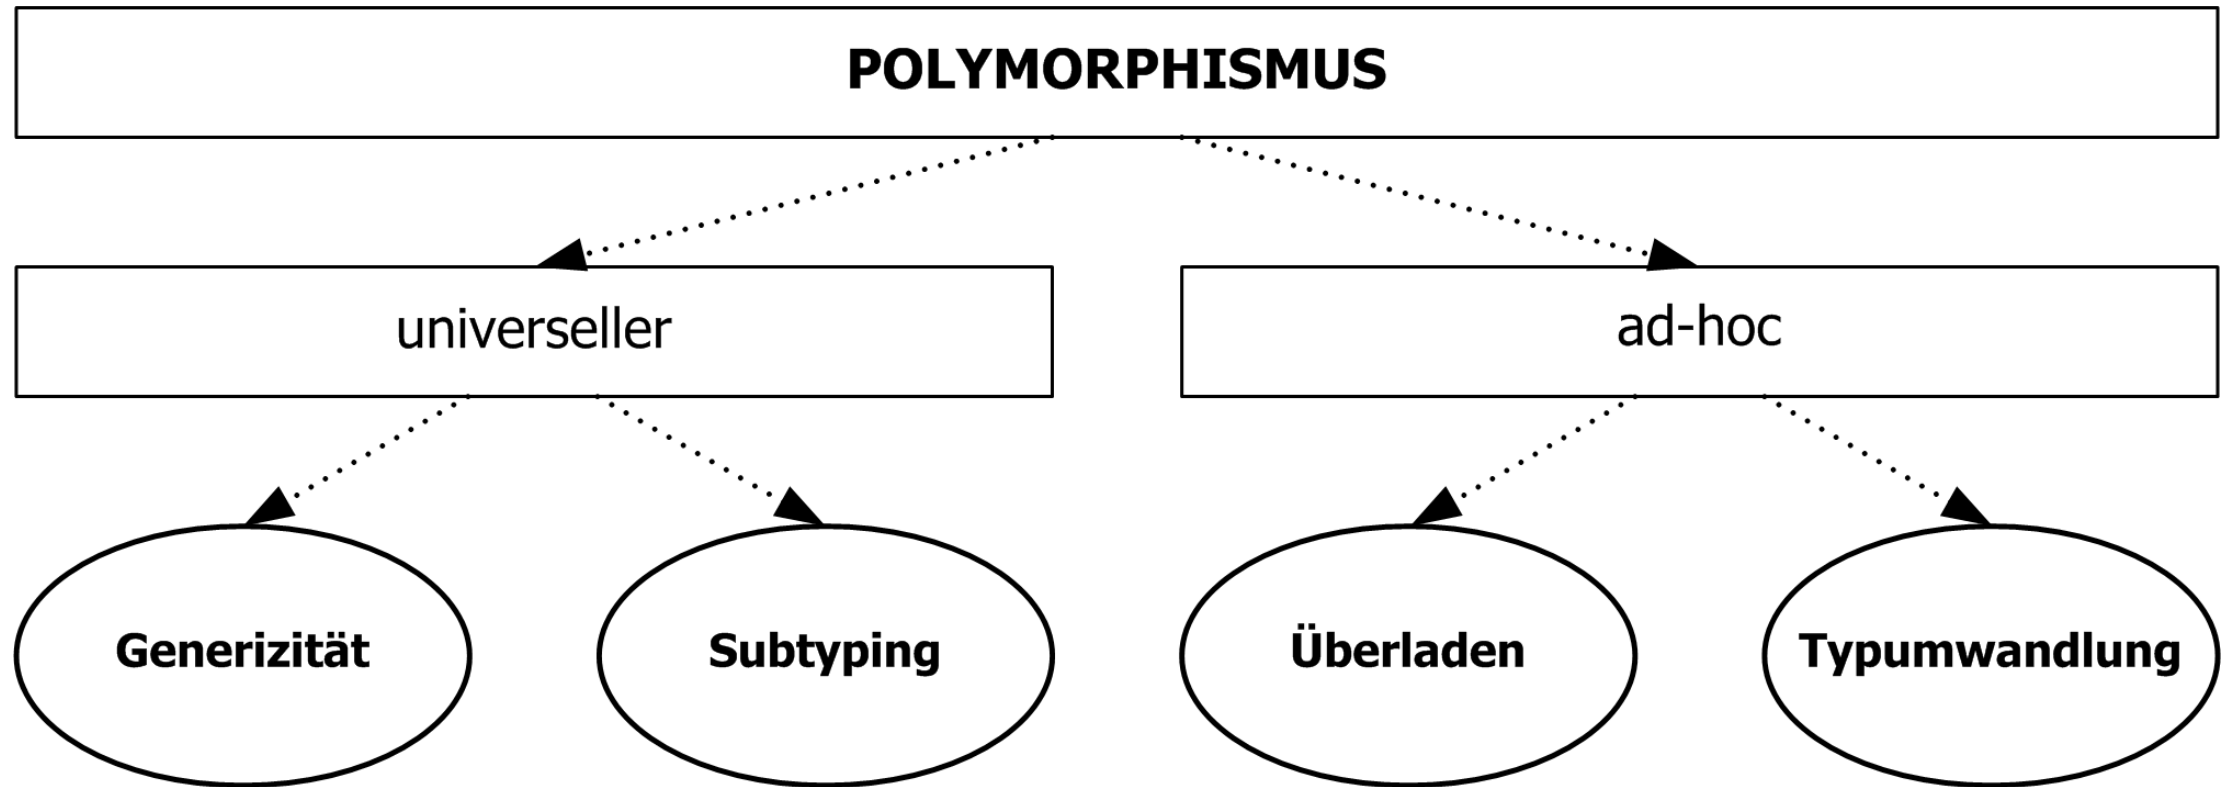 POLYMORPHISMUS
universeller
ad-hoc
Generizität
Subtyping
Überladen
Typumwandlung